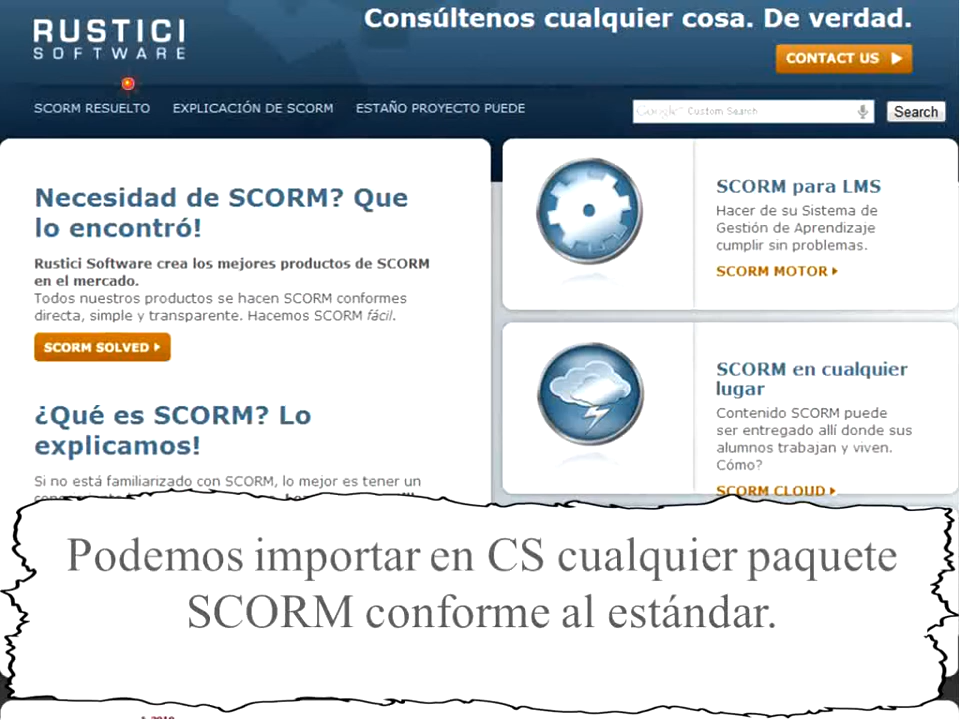 RUSTICI
SOFTWARE
Consúltenos cualquier cosa. De verdad.
CONTACT US
SCORM RESUELTO EXPLICACIÓN DE SCORM ESTAÑO PROYECTO PUEDE
Google™ Custom Search
Search
Necesidad de SCORM? Que
lo encontró!
Rustici Software crea los mejores productos de SCORM
en el mercado.
Todos nuestros productos se hacen SCORM conformes
directa, simple y transparente. Hacemos SCORM fácil.
SCORM SOLVED
¿Qué es SCORM? Lo
explicamos!
Si no está familiarizado con SCORM, lo mejor es tener un
SCORM para LMS
Hacer de su Sistema de
Gestión de Aprendizaje
cumplir sin problemas.
SCORM MOTOR
SCORM en cualquier
lugar
Contenido SCORM puede
ser entregado allí donde sus
alumnos trabajan y viven.
Cómo?
SCORM CLOUD
Podemos importar en CS cualquier paquete
SCORM conforme al estándar.